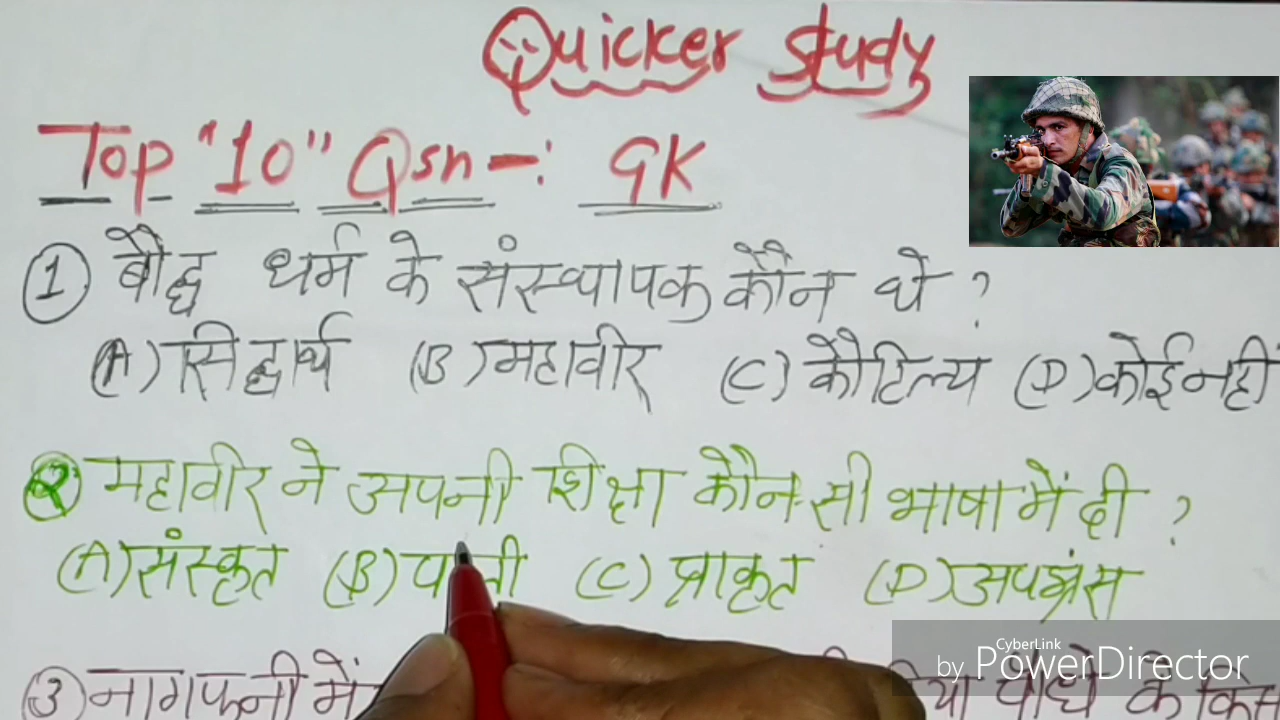 Quicker Study
Top "10" Qsn-: GK
① बौद्ध धर्म के संस्थापक कौन थे ?
(A) सिद्धार्थ (B) महावीर (C) कौटिल्य (D) कोई नहीं
② महावीर ने अपनी शिक्षा कौन-सी भाषा में दी ?
(A) संस्कृत (B) (C) प्राकृत (D) अपभ्रंस
③ नागफनी में के
CyberLink
by PowerDirector